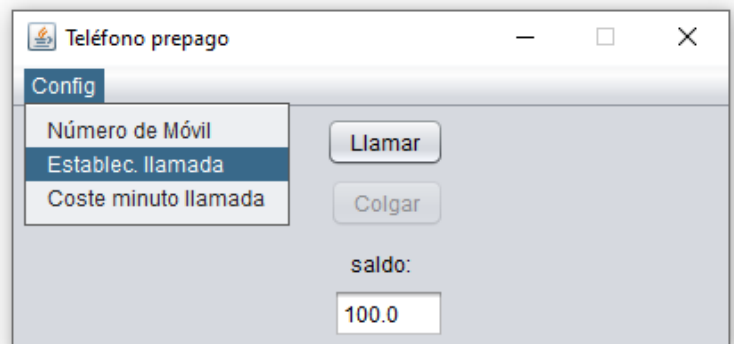 Teléfono prepago
Config
Número de Móvil
Llamar
Establec. llamada
Coste minuto llamada
Colgar
saldo:
100.0